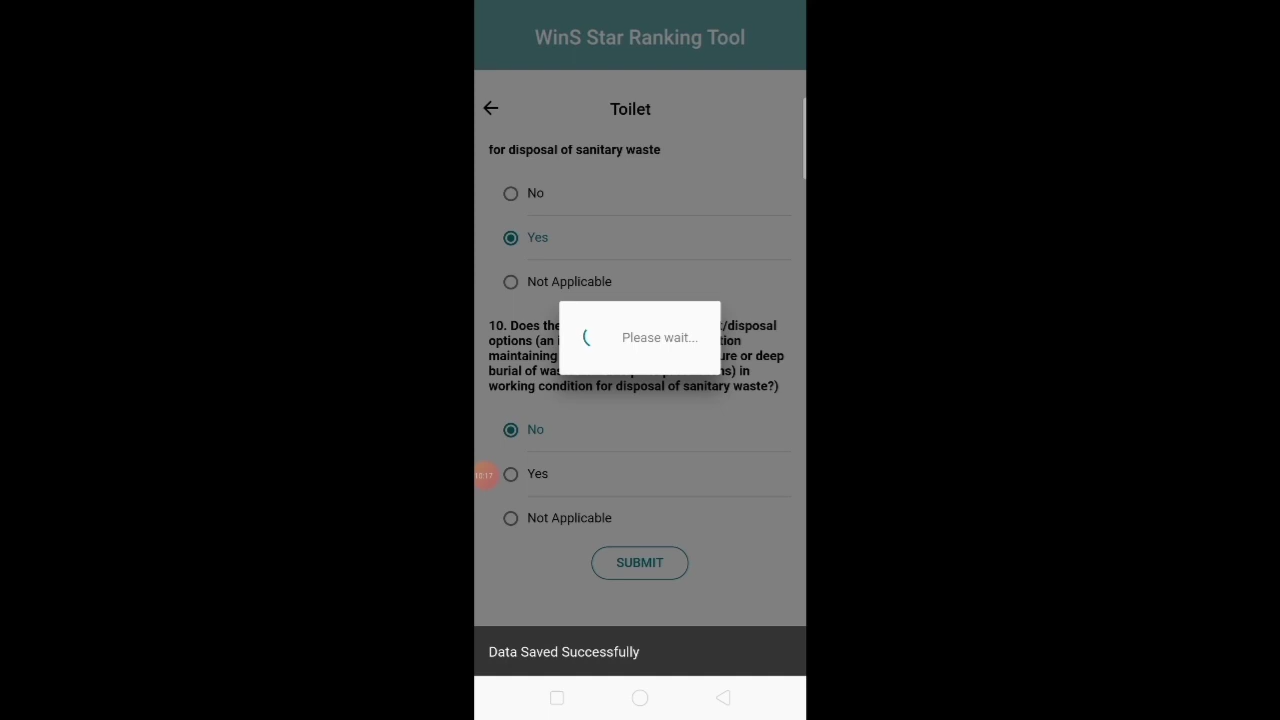 WinS Star Ranking Tool
Toilet
for disposal of sanitary waste
No
Yes
Not Applicable
10. Does the /disposal
options (an tion
maintaining ure or deep
burial of was s) in
working condition for disposal of sanitary waste?)
Please wait...
No
10:17
Yes
Not Applicable
SUBMIT
Data Saved Successfully